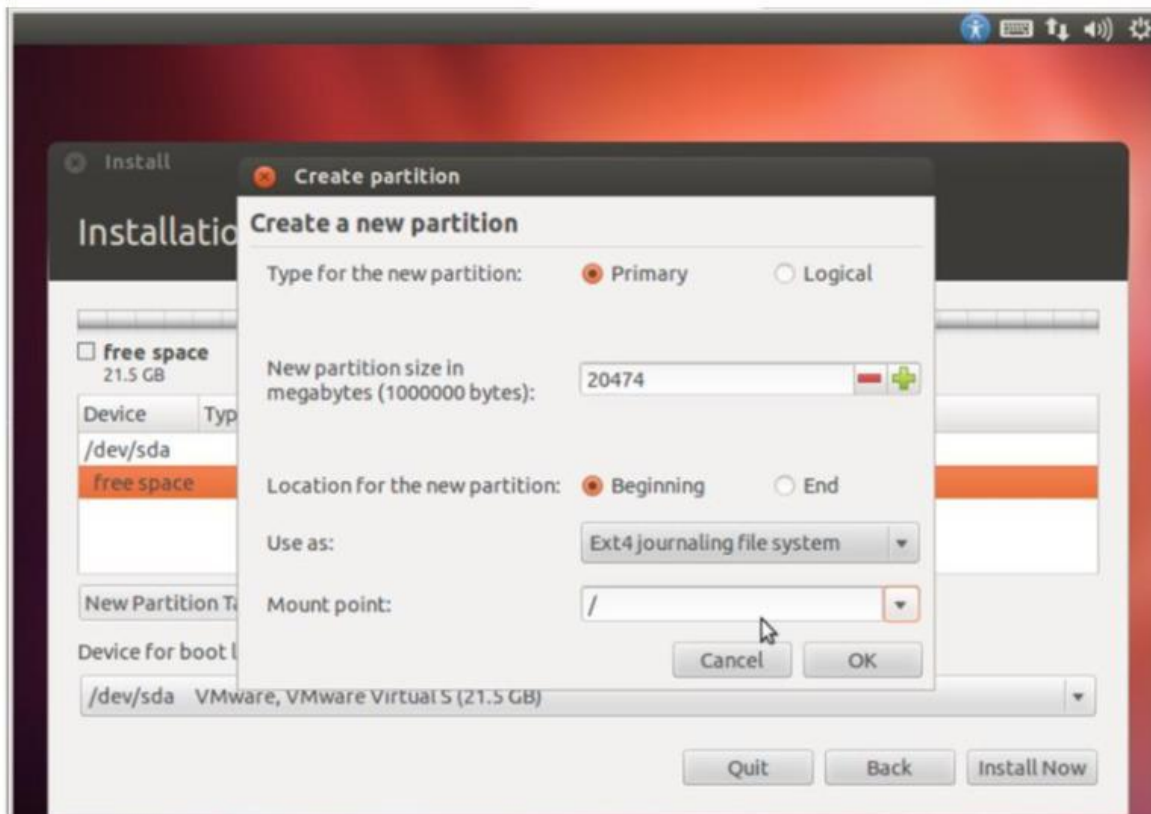 Install
Create partition
Installatio
Create a new partition
Type for the new partition: Primary Logical
free space
21.5 GB
New partition size in
megabytes (1000000 bytes): 20474
Device Typ
/dev/sda
free space
Location for the new partition: Beginning End
Use as: Ext4 journaling file system
New Partition Ta
Mount point: /
Device for boot l
Cancel OK
/dev/sda VMware, VMware Virtual S (21.5 GB)
Quit Back Install Now